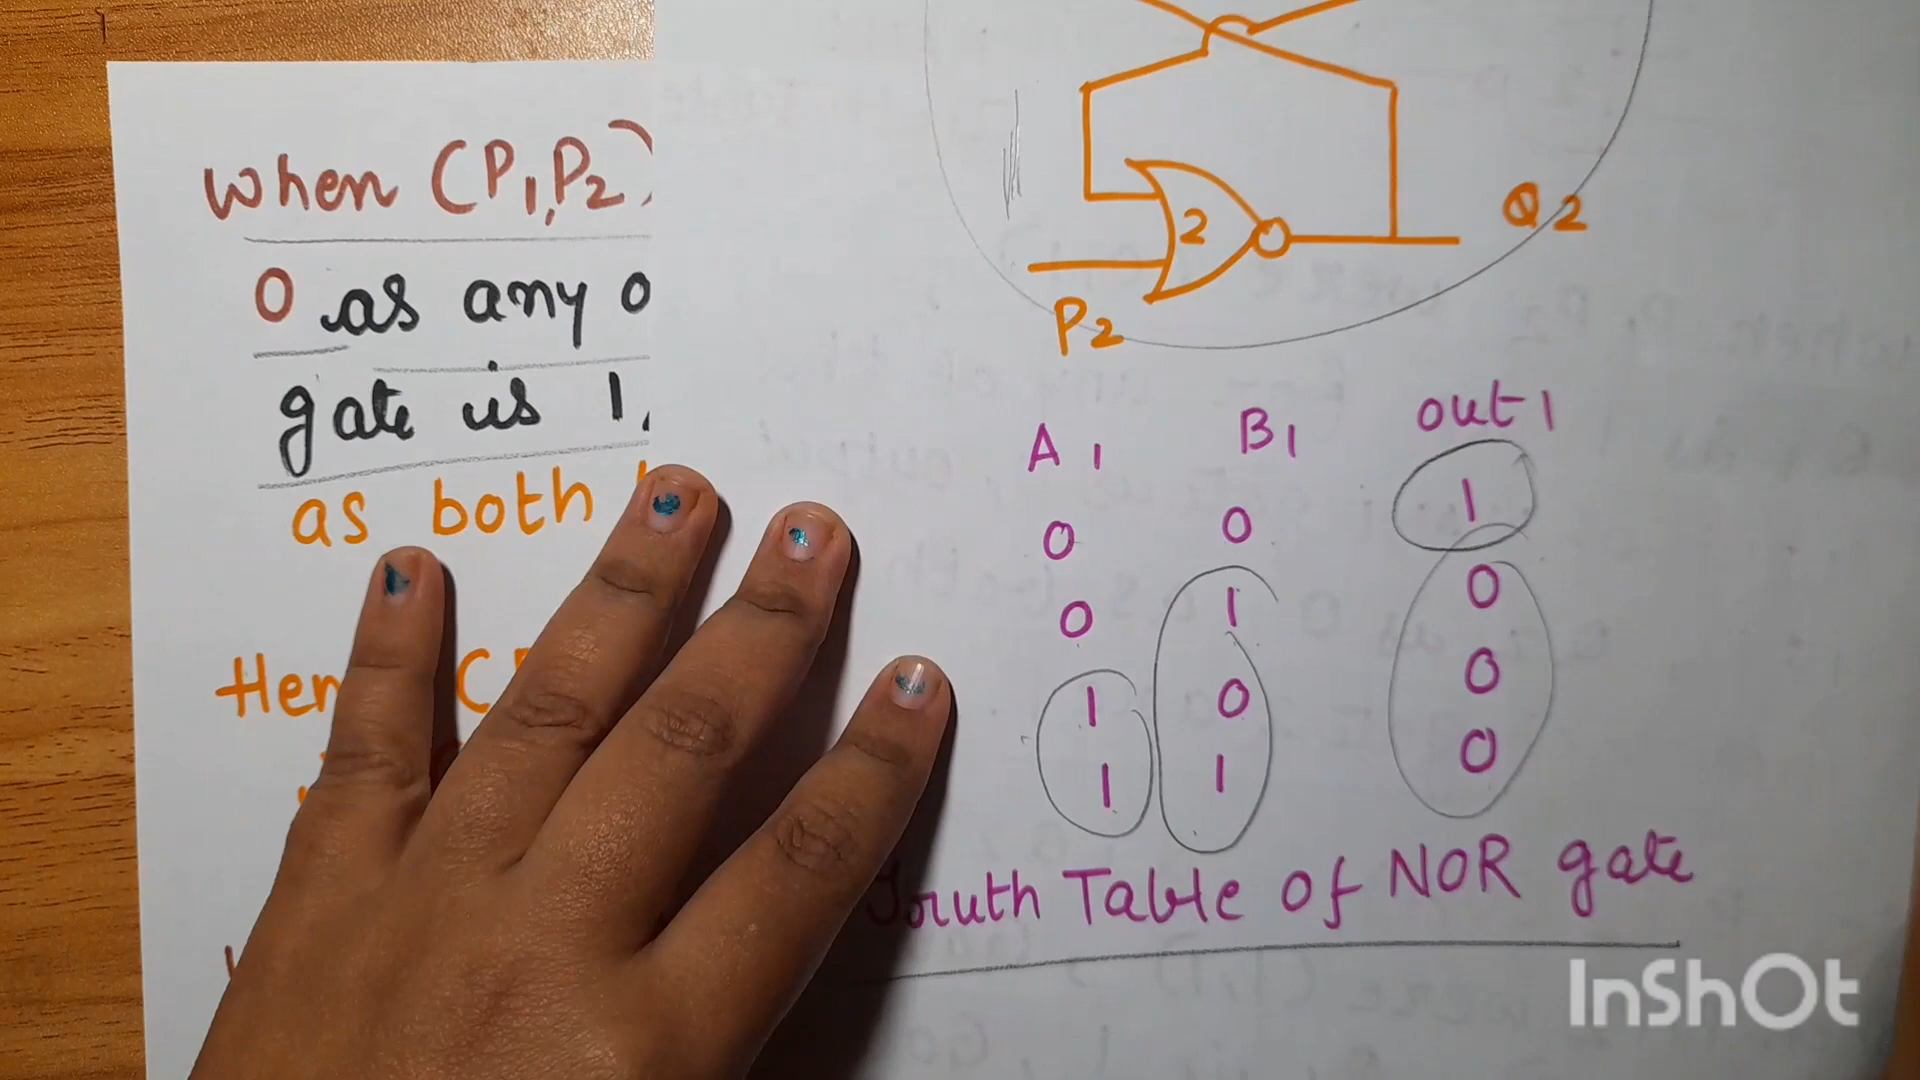 When (P1,P2)
0 as any o
gate is 1,
as both
2
Q2
P2
A1 B1 out1
0 0 1
0 1 0
1 0 0
1 1 0
Truth Table of NOR gate
InShOt